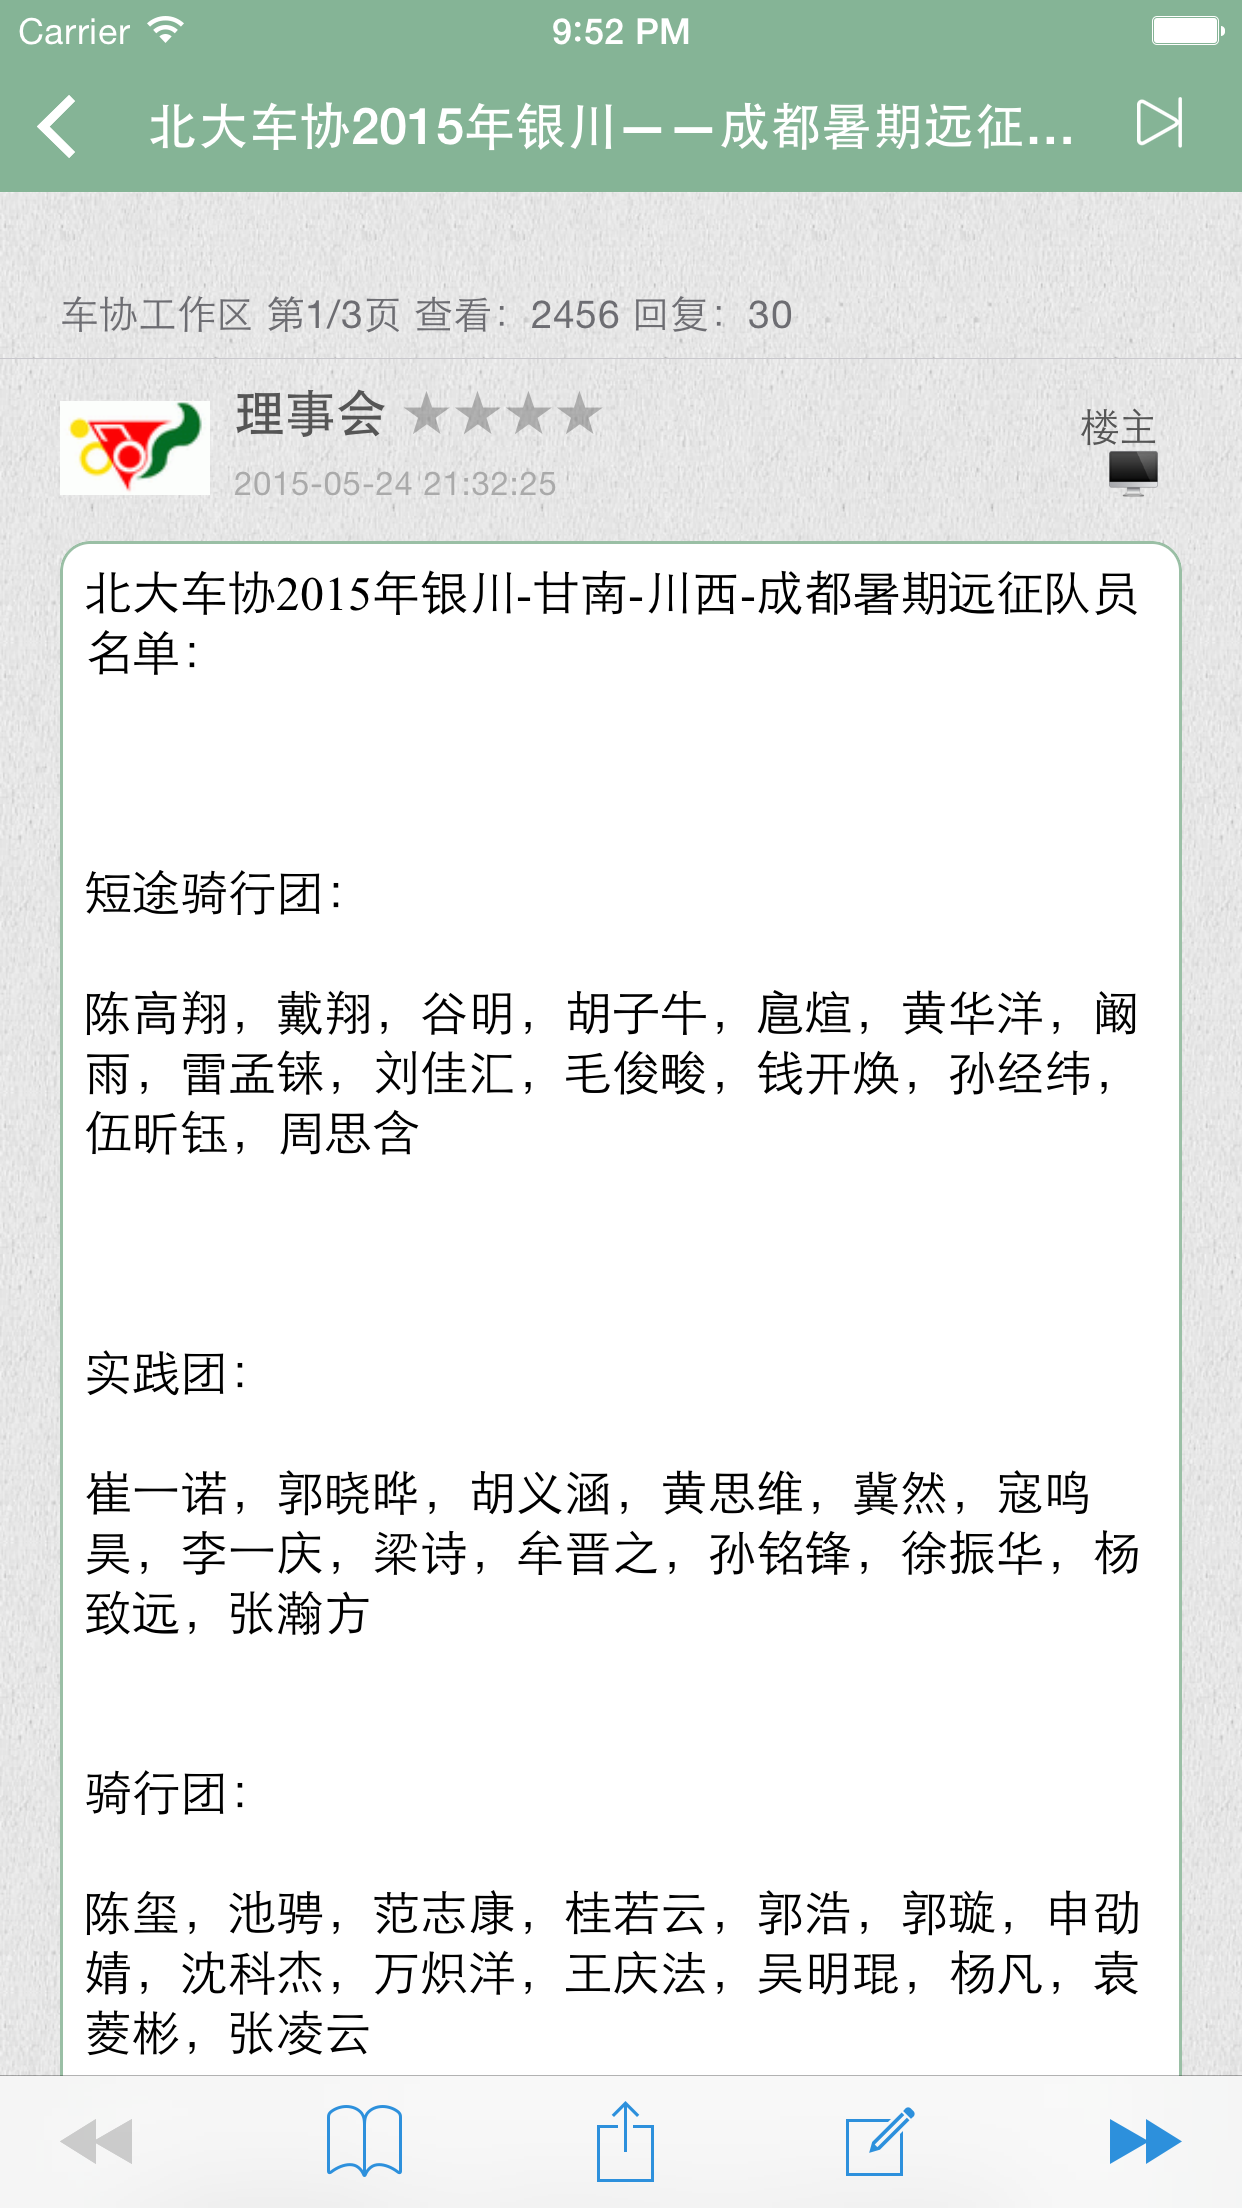 Carrier 9:52 PM
北大车协2015年银川——成都暑期远征...
车协工作区 第1/3页 查看：2456 回复：30
理事会 ★★★★
楼主
2015-05-24 21:32:25
北大车协2015年银川-甘南-川西-成都暑期远征队员
名单：
短途骑行团：
陈高翔，戴翔，谷明，胡子牛，扈煊，黄华洋，阚
雨，雷孟铼，刘佳汇，毛俊畯，钱开焕，孙经纬，
伍昕钰，周思含
实践团：
崔一诺，郭晓晔，胡义涵，黄思维，冀然，寇鸣
昊，李一庆，梁诗，牟晋之，孙铭锋，徐振华，杨
致远，张瀚方
骑行团：
陈玺，池骋，范志康，桂若云，郭浩，郭璇，申劭
婧，沈科杰，万炽洋，王庆法，吴明琨，杨凡，袁
菱彬，张凌云